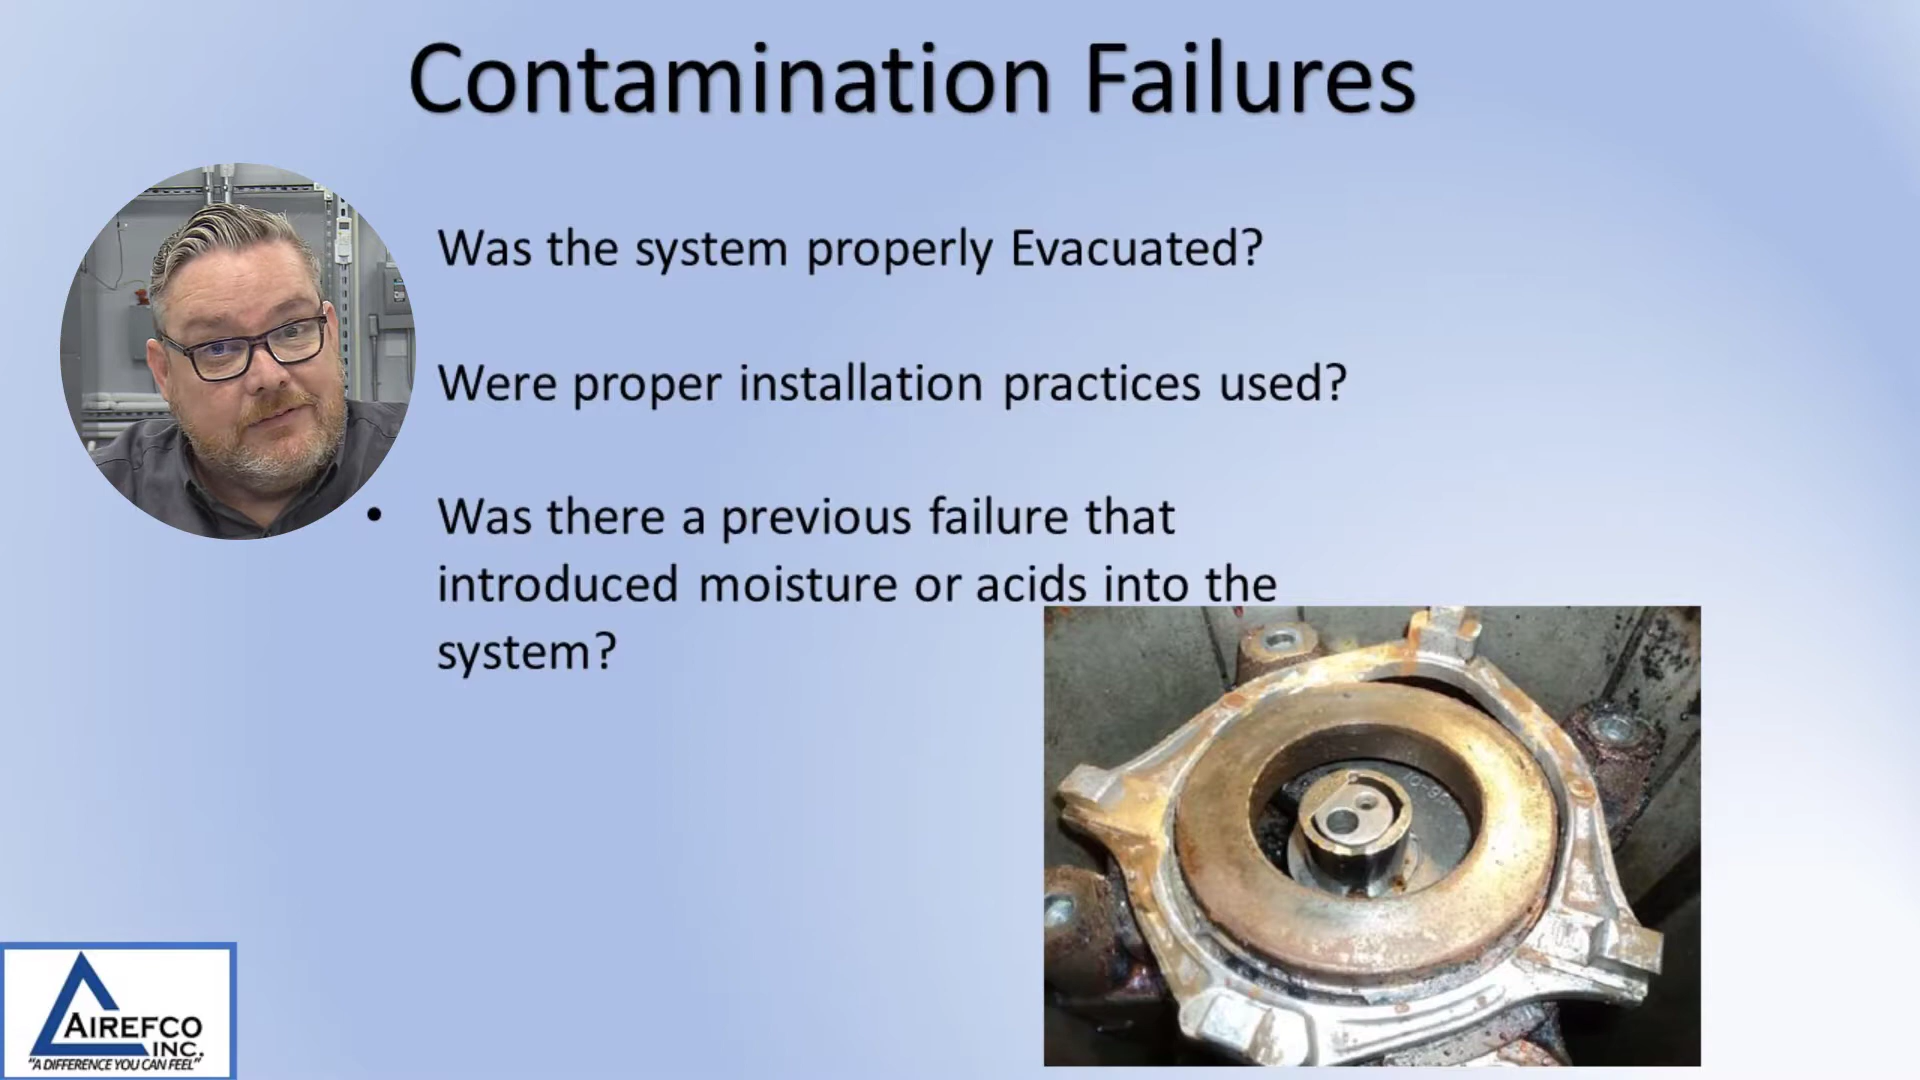 Contamination Failures
Was the system properly Evacuated?
Were proper installation practices used?
• Was there a previous failure that
introduced moisture or acids into the
system?
AIREFCO
INC.
"A DIFFERENCE YOU CAN FEEL"